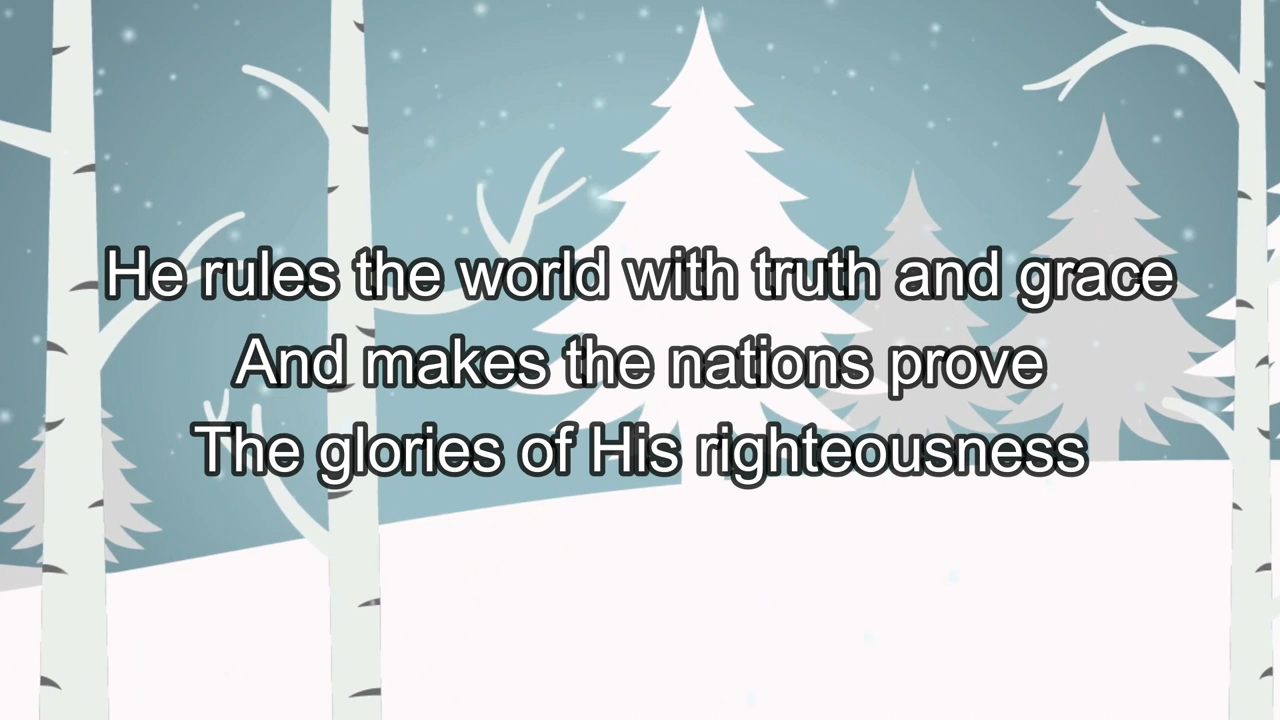 He rules the world with truth and grace
And makes the nations prove
The glories of His righteousness